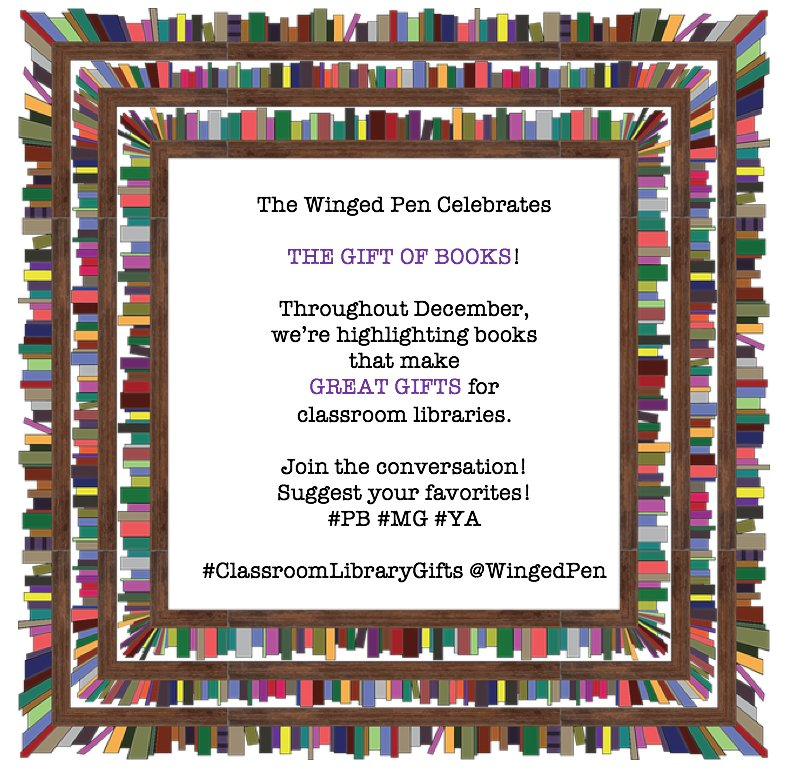 The Winged Pen Celebrates
THE GIFT OF BOOKS!
Throughout December,
we're highlighting books
that make
GREAT GIFTS for
classroom libraries.
Join the conversation!
Suggest your favorites!
#PB #MG #YA
#ClassroomLibraryGifts @WingedPen